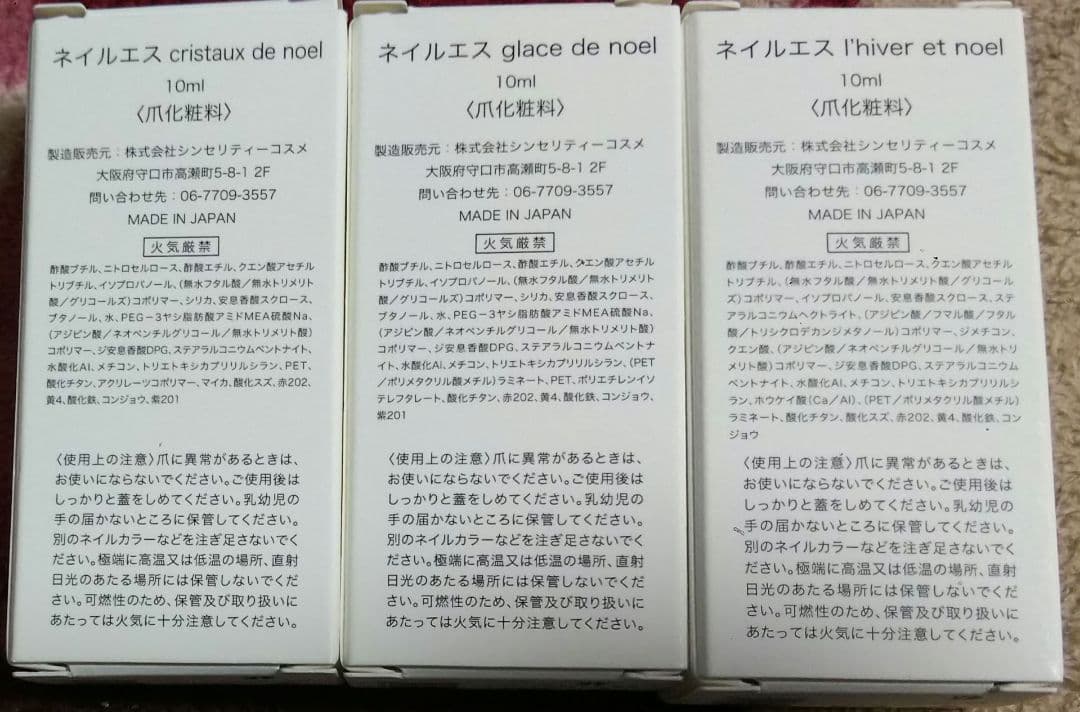 ネイルエス cristaux de noel
10ml
〈爪化粧料〉
製造販売元：株式会社シンセリティーコスメ
大阪府守口市高瀬町5-8-1 2F
問い合わせ先：06-7709-3557
MADE IN JAPAN
火気厳禁
酢酸ブチル、ニトロセルロース、酢酸エチル、クエン酸アセチル
トリブチル、イソプロパノール、(無水フタル酸／無水トリメリト
酸／グリコールズ)コポリマー、シリカ、安息香酸スクロース、
ブタノール、水、PEG－3ヤシ脂肪酸アミドMEA硫酸Na、
(アジピン酸／ネオペンチルグリコール／無水トリメリト酸)
コポリマー、ジ安息香酸DPG、ステアラルコニウムベントナイト、
水酸化Al、メチコン、トリエトキシカプリリルシラン、PET、
酸化チタン、アクリレーツコポリマー、マイカ、酸化スズ、赤202、
黄4、酸化鉄、コンジョウ、紫201
〈使用上の注意〉爪に異常があるときは、
お使いにならないでください。ご使用後は
しっかりと蓋をしめてください。乳幼児の
手の届かないところに保管してください。
別のネイルカラーなどを注ぎ足さないでく
ださい。極端に高温又は低温の場所、直射
日光のあたる場所には保管しないでくだ
さい。可燃性のため、保管及び取り扱いに
あたっては火気に十分注意してください。
ネイルエス glace de noel
10ml
〈爪化粧料〉
製造販売元：株式会社シンセリティーコスメ
大阪府守口市高瀬町5-8-1 2F
問い合わせ先：06-7709-3557
MADE IN JAPAN
火気厳禁
酢酸ブチル、ニトロセルロース、酢酸エチル、クエン酸アセチル
トリブチル、イソプロパノール、(無水フタル酸／無水トリメリト
酸／グリコールズ)コポリマー、シリカ、安息香酸スクロース、
ブタノール、水、PEG－3ヤシ脂肪酸アミドMEA硫酸Na、
(アジピン酸／ネオペンチルグリコール／無水トリメリト酸)
コポリマー、ジ安息香酸DPG、ステアラルコニウムベントナイ
ト、水酸化Al、メチコン、トリエトキシカプリリルシラン、(PET
／ポリメタクリル酸メチル)ラミネート、PET、ポリエチレンイソ
テレフタレート、酸化チタン、赤202、黄4、酸化鉄、コンジョウ、
紫201
〈使用上の注意〉爪に異常があるときは、
お使いにならないでください。ご使用後は
しっかりと蓋をしめてください。乳幼児の
手の届かないところに保管してください。
別のネイルカラーなどを注ぎ足さないでく
ださい。極端に高温又は低温の場所、直射
日光のあたる場所には保管しないでくだ
さい。可燃性のため、保管及び取り扱いに
あたっては火気に十分注意してください。
ネイルエス l'hiver et noel
10ml
〈爪化粧料〉
製造販売元：株式会社シンセリティーコスメ
大阪府守口市高瀬町5-8-1 2F
問い合わせ先：06-7709-3557
MADE IN JAPAN
火気厳禁
酢酸ブチル、酢酸エチル、ニトロセルロース、クエン酸アセチル
トリブチル、(無水フタル酸／無水トリメリト酸／グリコール
ズ)コポリマー、イソプロパノール、安息香酸スクロース、ステ
アラルコニウムヘクトライト、(アジピン酸／フマル酸／フタル
酸／トリシクロデカンジメタノール)コポリマー、ジメチコン、
クエン酸、(アジピン酸／ネオペンチルグリコール／無水トリ
メリト酸)コポリマー、ジ安息香酸DPG、ステアラルコニウム
ベントナイト、水酸化Al、メチコン、トリエトキシカプリリルシ
ラン、ホウケイ酸(Ca／Al)、(PET／ポリメタクリル酸メチル)
ラミネート、酸化チタン、酸化スズ、赤202、黄4、酸化鉄、コン
ジョウ
〈使用上の注意〉爪に異常があるときは、
お使いにならないでください。ご使用後は
しっかりと蓋をしめてください。乳幼児の
手の届かないところに保管してください。
別のネイルカラーなどを注ぎ足さないでく
ださい。極端に高温又は低温の場所、直射
日光のあたる場所には保管しないでくだ
さい。可燃性のため、保管及び取り扱いに
あたっては火気に十分注意してください。